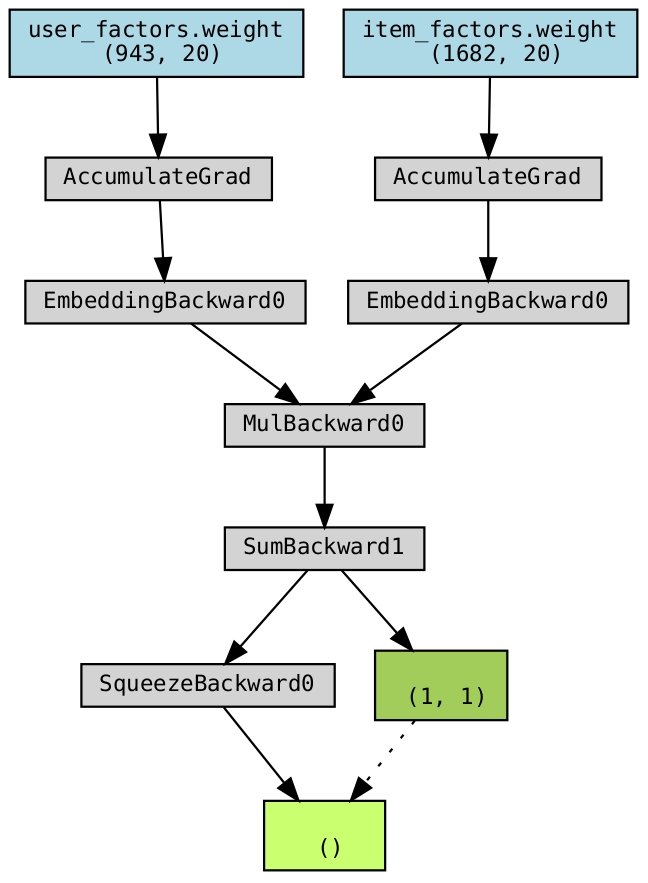 user_factors.weight
(943, 20)
item_factors.weight
(1682, 20)
AccumulateGrad
AccumulateGrad
EmbeddingBackward0
EmbeddingBackward0
MulBackward0
SumBackward1
SqueezeBackward0
(1, 1)
()